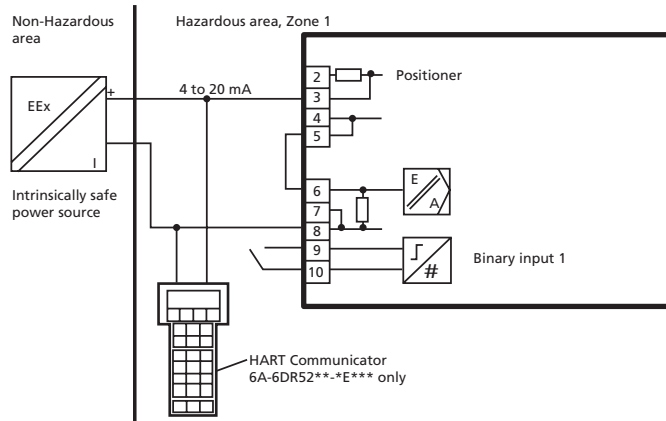 Non-Hazardous
area
Hazardous area, Zone 1
EEx
+
I
4 to 20 mA
Intrinsically safe
power source
2
3
4
5
6
7
8
9
10
Positioner
E
A
#
Binary input 1
HART Communicator
6A-6DR52**-*E*** only